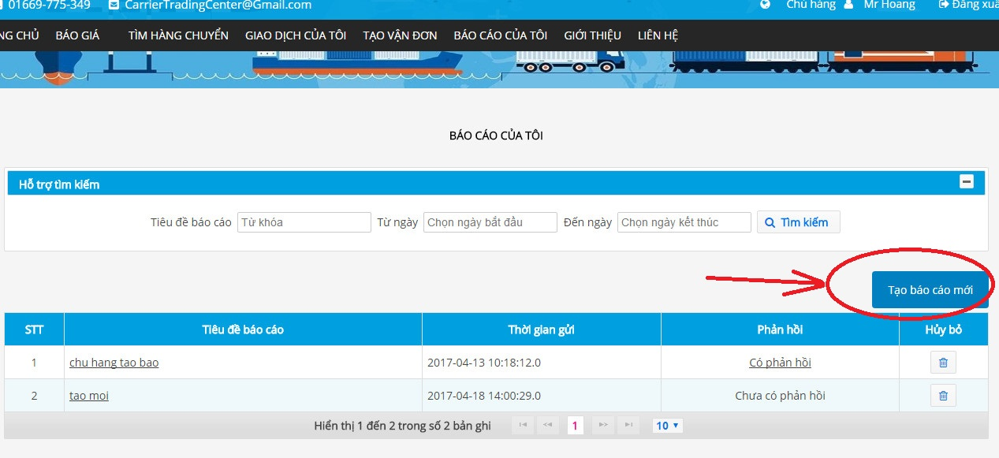 01669-775-349 CarrierTradingCenter@Gmail.com Chủ hàng Mr Hoang Đăng xuấ
NG CHỦ BÁO GIÁ TÌM HÀNG CHUYỂN GIAO DỊCH CỦA TÔI TẠO VẬN ĐƠN BÁO CÁO CỦA TÔI GIỚI THIỆU LIÊN HỆ
BÁO CÁO CỦA TÔI
Hỗ trợ tìm kiếm
Tiêu đề báo cáo Từ khóa Từ ngày Chọn ngày bắt đầu Đến ngày Chọn ngày kết thúc Tìm kiếm
Tạo báo cáo mới
STT Tiêu đề báo cáo Thời gian gửi Phản hồi Hủy bỏ
1 chu hang tao bao 2017-04-13 10:18:12.0 Có phản hồi
2 tao moi 2017-04-18 14:00:29.0 Chưa có phản hồi
Hiển thị 1 đến 2 trong số 2 bản ghi 1 10